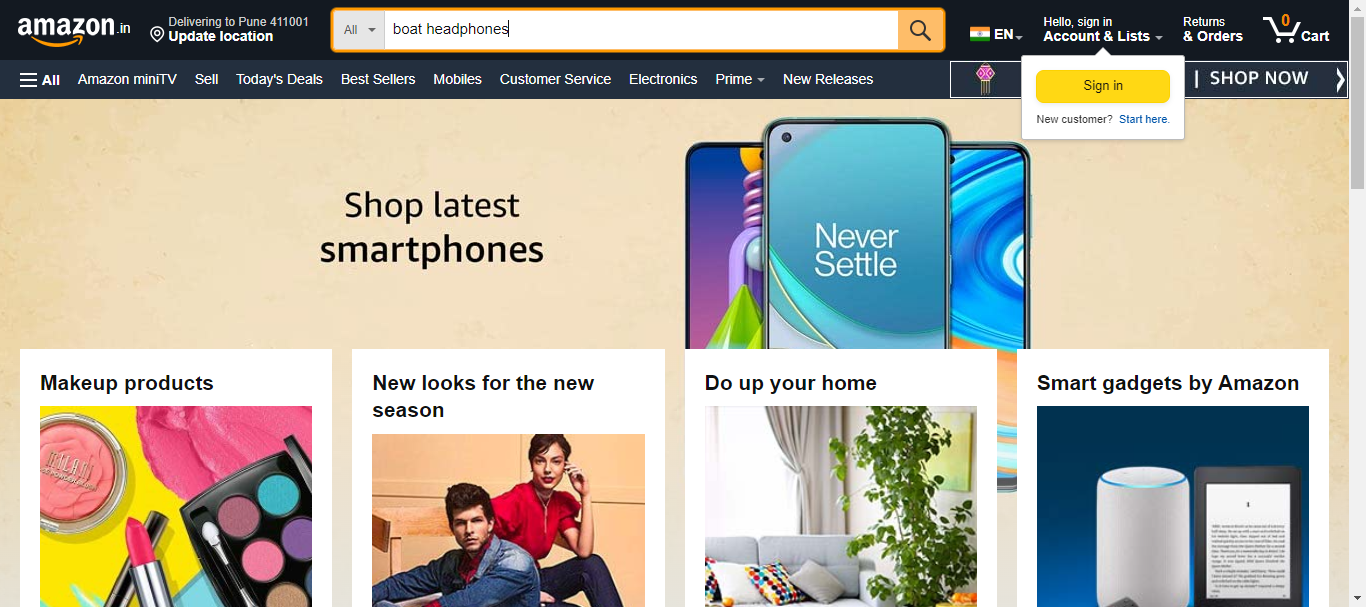 amazon.in
Delivering to Pune 411001
Update location
All
boat headphones
EN
Hello, sign in
Account & Lists
Returns
& Orders
0
Cart
All
Amazon miniTV
Sell
Today's Deals
Best Sellers
Mobiles
Customer Service
Electronics
Prime
New Releases
| SHOP NOW
Sign in
New customer? Start here.
Shop latest
smartphones
Never
Settle
Makeup products
New looks for the new
season
Do up your home
Smart gadgets by Amazon
MILANI